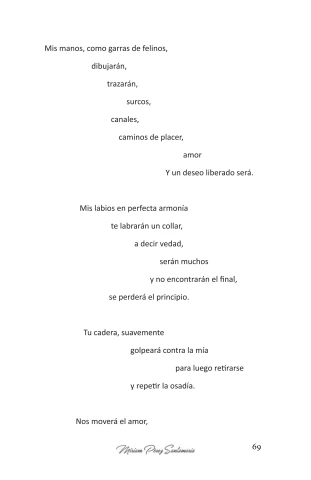 Mis manos, como garras de felinos,
dibujarán,
trazarán,
surcos,
canales,
caminos de placer,
amor
Y un deseo liberado será.
Mis labios en perfecta armonía
te labrarán un collar,
a decir vedad,
serán muchos
y no encontrarán el final,
se perderá el principio.
Tu cadera, suavemente
golpeará contra la mía
para luego retirarse
y repetir la osadía.
Nos moverá el amor,
Míriam Pérez Santamaría
69